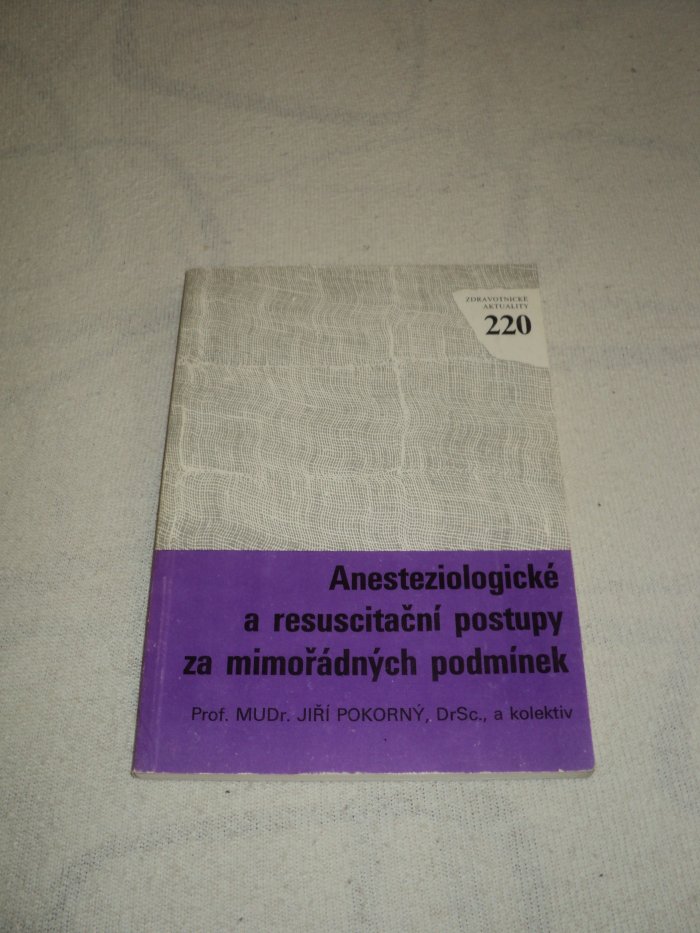 ZDRAVOTNICKÉ
AKTUALITY
220
Anesteziologické
a resuscitační postupy
za mimořádných podmínek
Prof. MUDr. JIŘÍ POKORNÝ, DrSc., a kolektiv